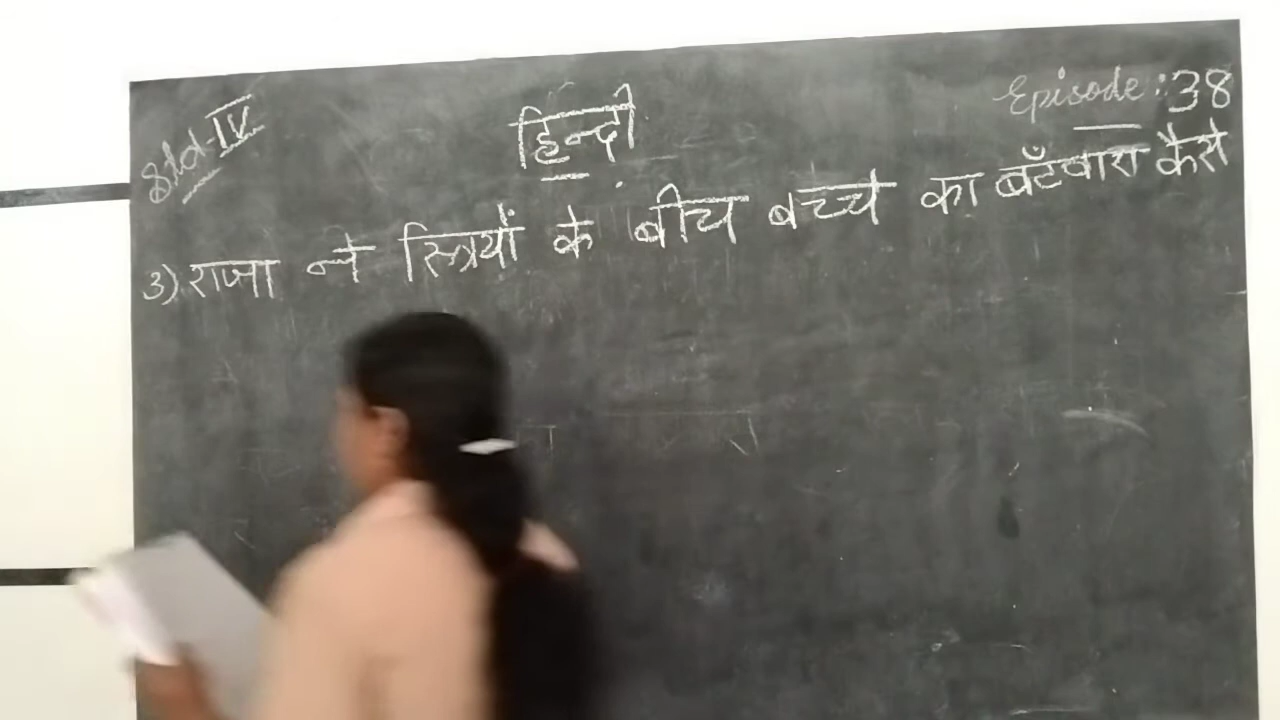 Std-IV
हिन्दी
Episode : 38
3) राजा ने स्त्रियों के बीच बच्चे का बँटवारा कैसे